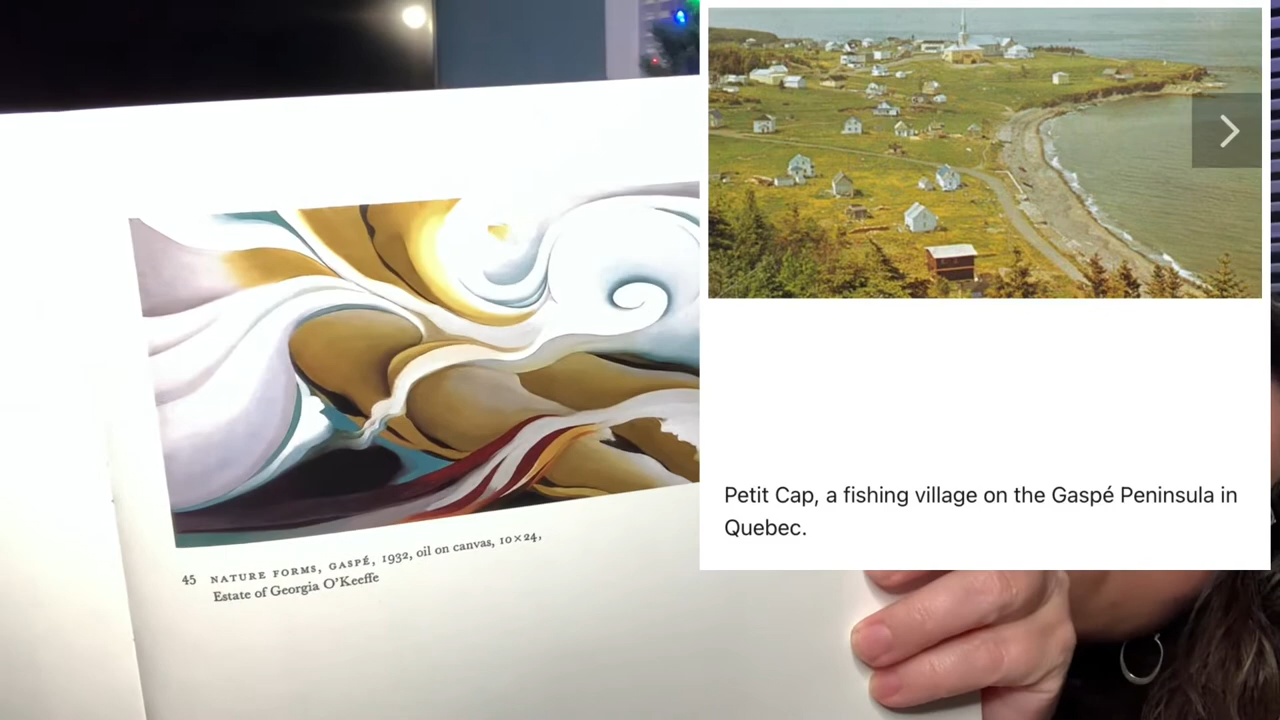 45 NATURE FORMS, GASPÉ, 1932, oil on canvas, 10×24,
Estate of Georgia O'Keeffe
Petit Cap, a fishing village on the Gaspé Peninsula in
Quebec.